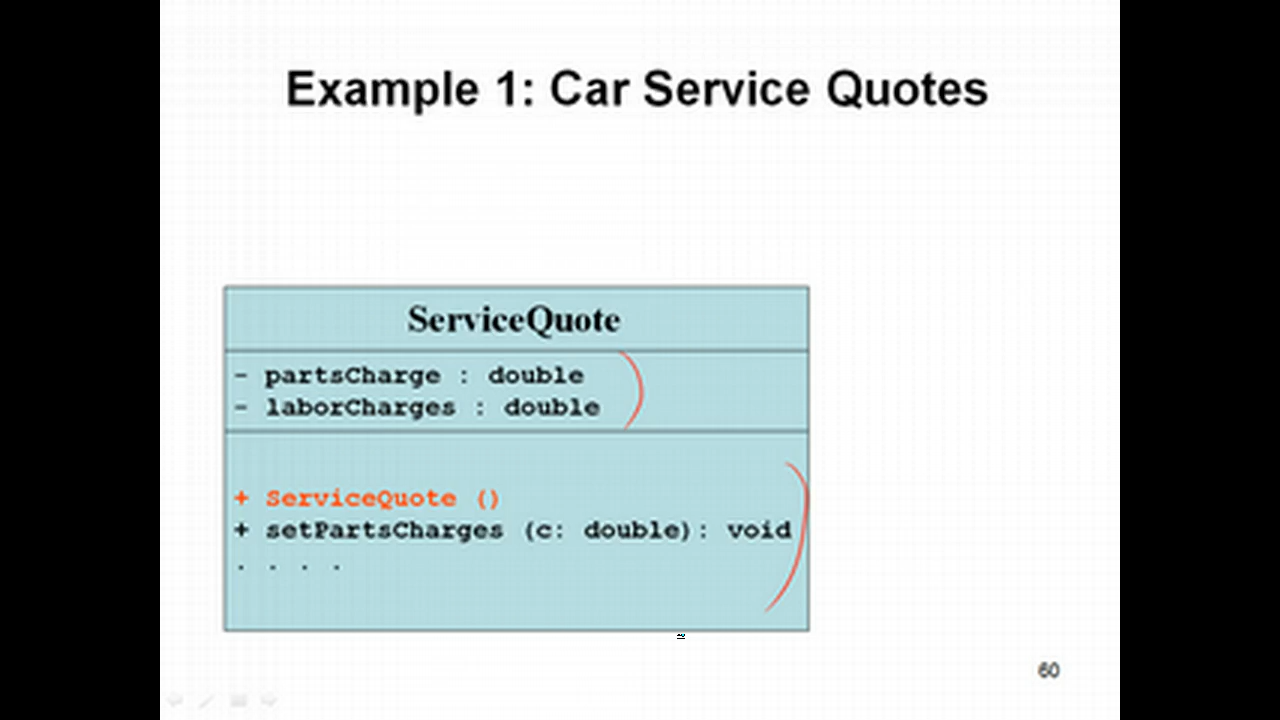 Example 1: Car Service Quotes
ServiceQuote
- partsCharge : double
- laborCharges : double
+ ServiceQuote ()
+ setPartsCharges (c: double): void
. . . .
60